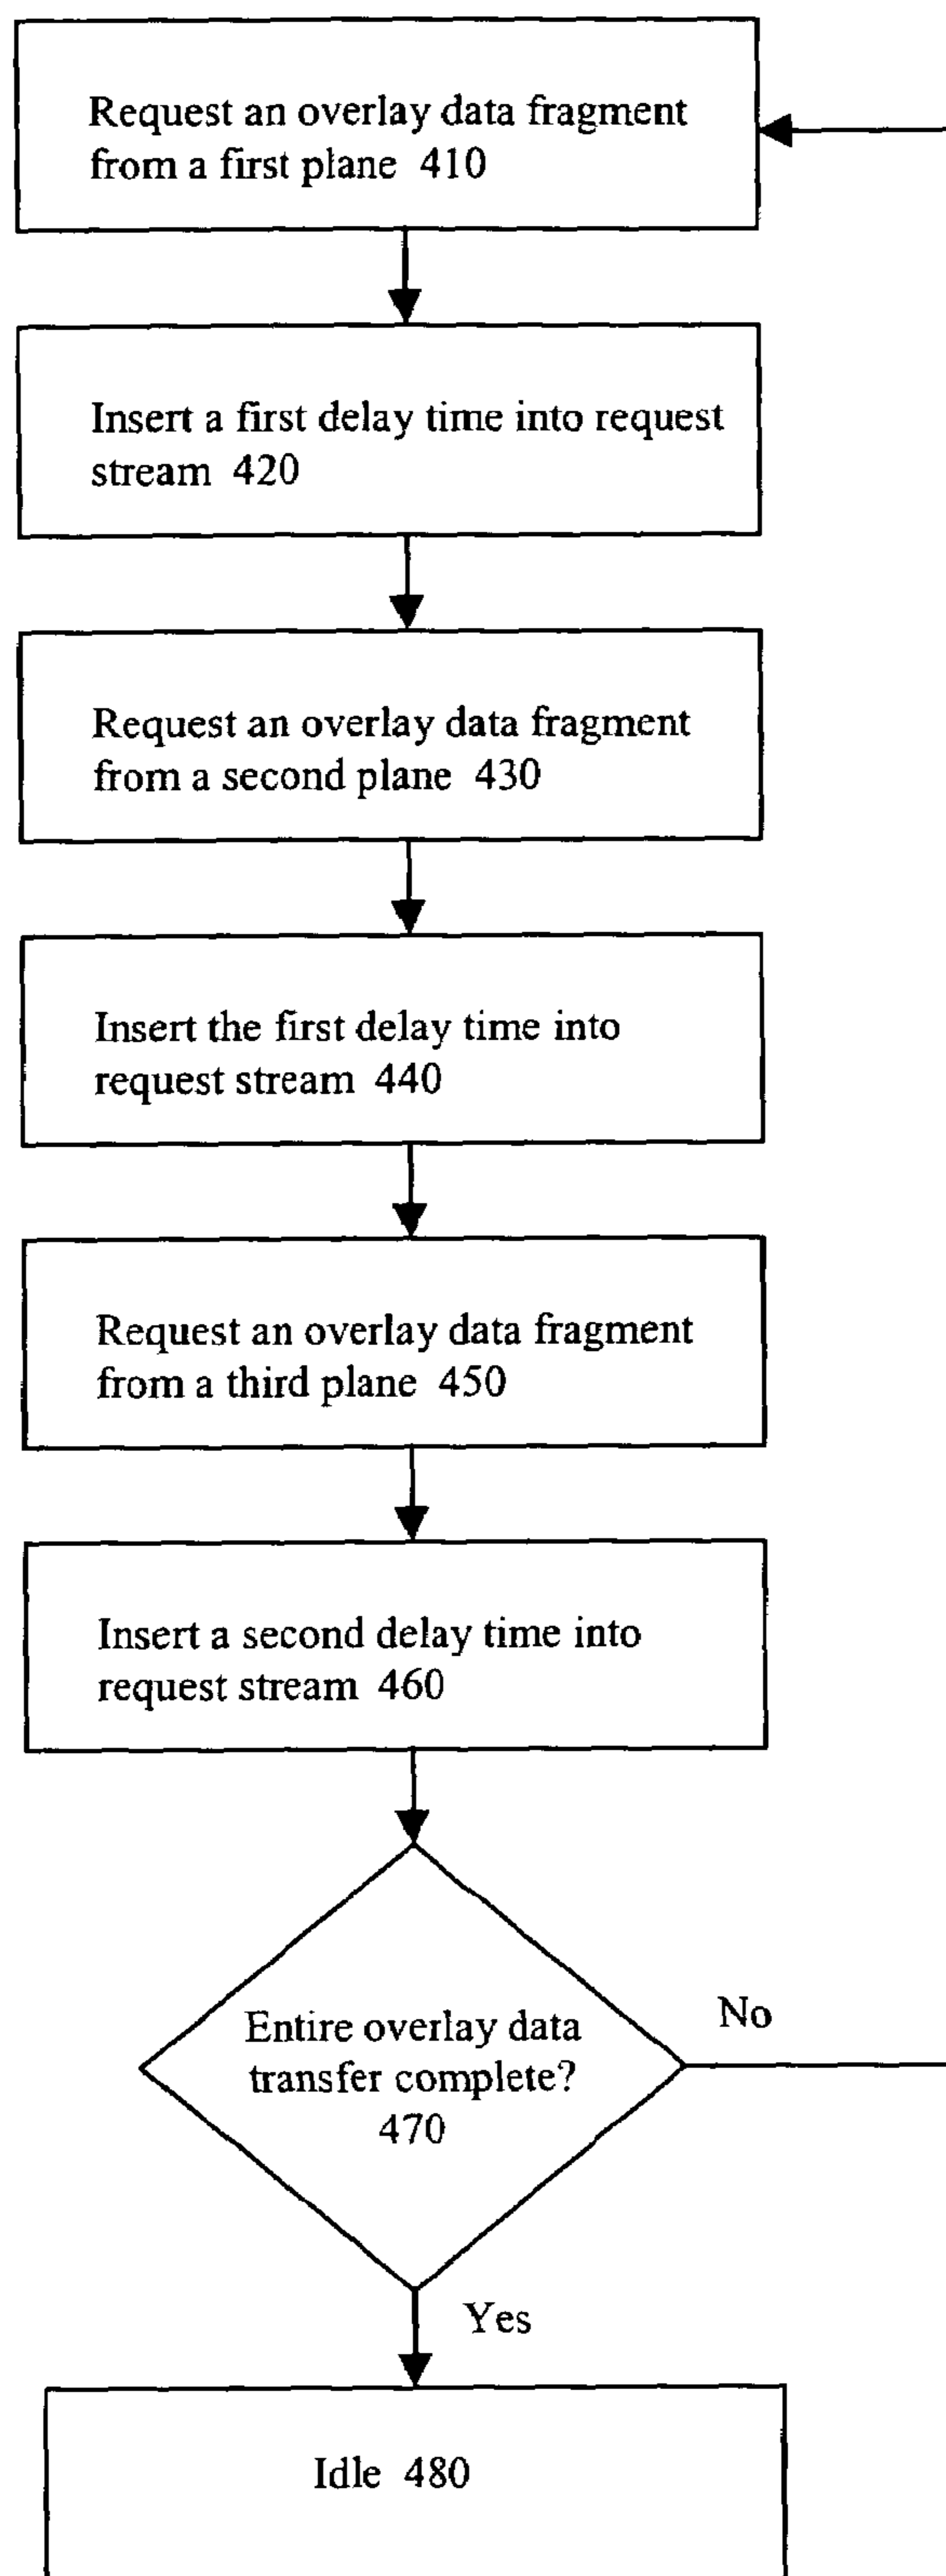 Request an overlay data fragment
from a first plane 410
Insert a first delay time into request
stream 420
Request an overlay data fragment
from a second plane 430
Insert the first delay time into
request stream 440
Request an overlay data fragment
from a third plane 450
Insert a second delay time into
request stream 460
Entire overlay data
transfer complete?
470
No
Yes
Idle 480